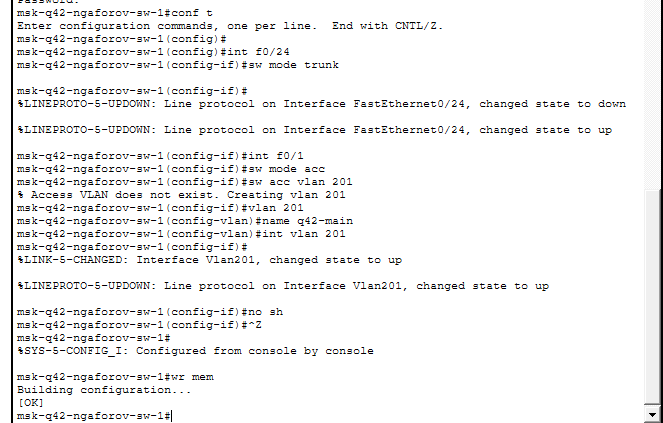 Password:
msk-q42-ngaforov-sw-1#conf t
Enter configuration commands, one per line.  End with CNTL/Z.
msk-q42-ngaforov-sw-1(config)#
msk-q42-ngaforov-sw-1(config)#int f0/24
msk-q42-ngaforov-sw-1(config-if)#sw mode trunk
msk-q42-ngaforov-sw-1(config-if)#
%LINEPROTO-5-UPDOWN: Line protocol on Interface FastEthernet0/24, changed state to down
%LINEPROTO-5-UPDOWN: Line protocol on Interface FastEthernet0/24, changed state to up
msk-q42-ngaforov-sw-1(config-if)#int f0/1
msk-q42-ngaforov-sw-1(config-if)#sw mode acc
msk-q42-ngaforov-sw-1(config-if)#sw acc vlan 201
% Access VLAN does not exist. Creating vlan 201
msk-q42-ngaforov-sw-1(config-if)#vlan 201
msk-q42-ngaforov-sw-1(config-vlan)#name q42-main
msk-q42-ngaforov-sw-1(config-vlan)#int vlan 201
msk-q42-ngaforov-sw-1(config-if)#
%LINK-5-CHANGED: Interface Vlan201, changed state to up
%LINEPROTO-5-UPDOWN: Line protocol on Interface Vlan201, changed state to up
msk-q42-ngaforov-sw-1(config-if)#no sh
msk-q42-ngaforov-sw-1(config-if)#^Z
msk-q42-ngaforov-sw-1#
%SYS-5-CONFIG_I: Configured from console by console
msk-q42-ngaforov-sw-1#wr mem
Building configuration...
[OK]
msk-q42-ngaforov-sw-1#